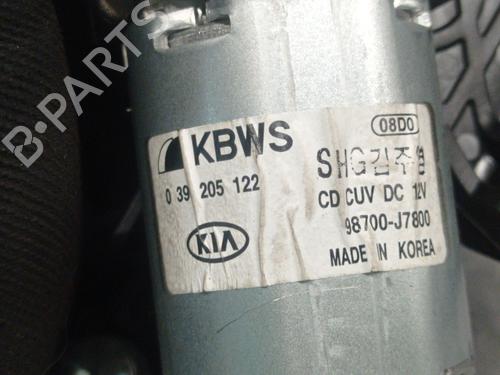 B-PARTS
KBWS
0 39 205 122
KIA
08D0
SHG김주영
CD CUV DC 12V
98700-J7800
MADE IN KOREA